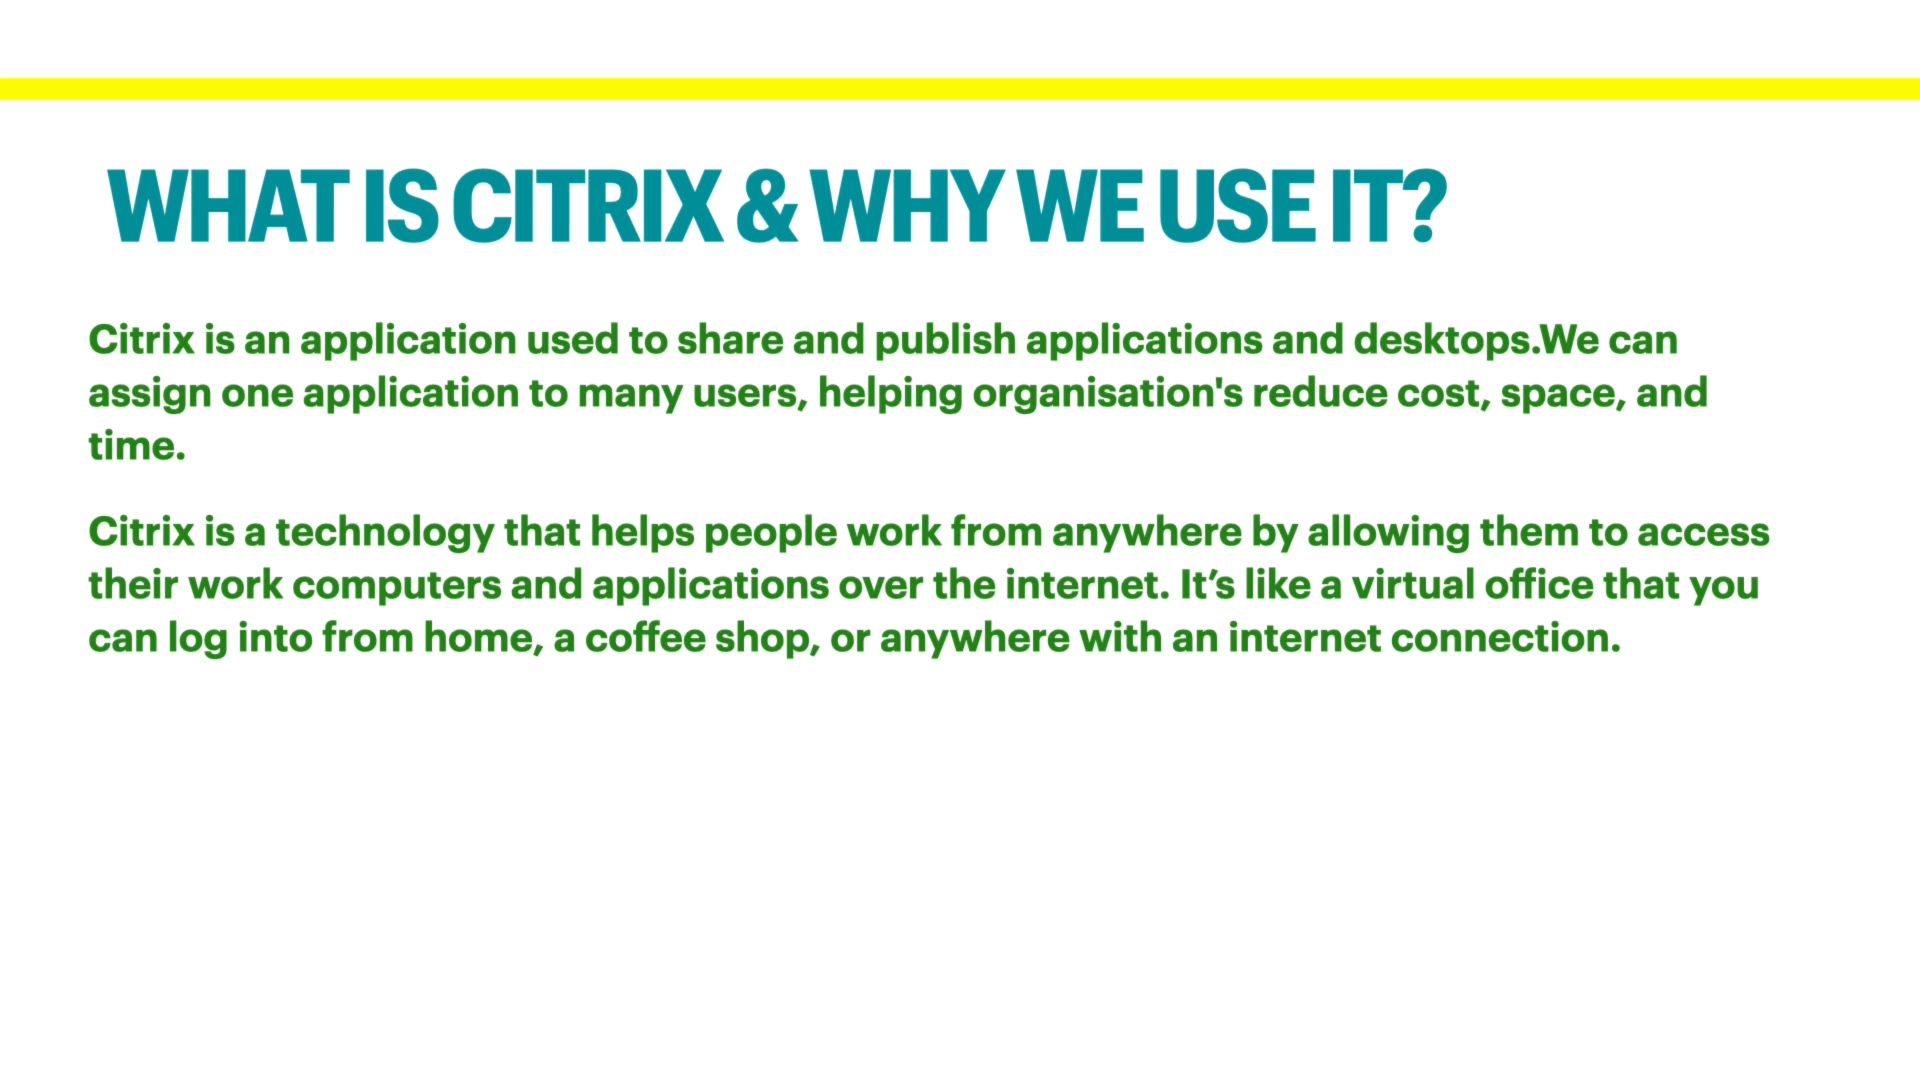 WHAT IS CITRIX & WHY WE USE IT?
Citrix is an application used to share and publish applications and desktops.We can
assign one application to many users, helping organisation's reduce cost, space, and
time.
Citrix is a technology that helps people work from anywhere by allowing them to access
their work computers and applications over the internet. It’s like a virtual office that you
can log into from home, a coffee shop, or anywhere with an internet connection.